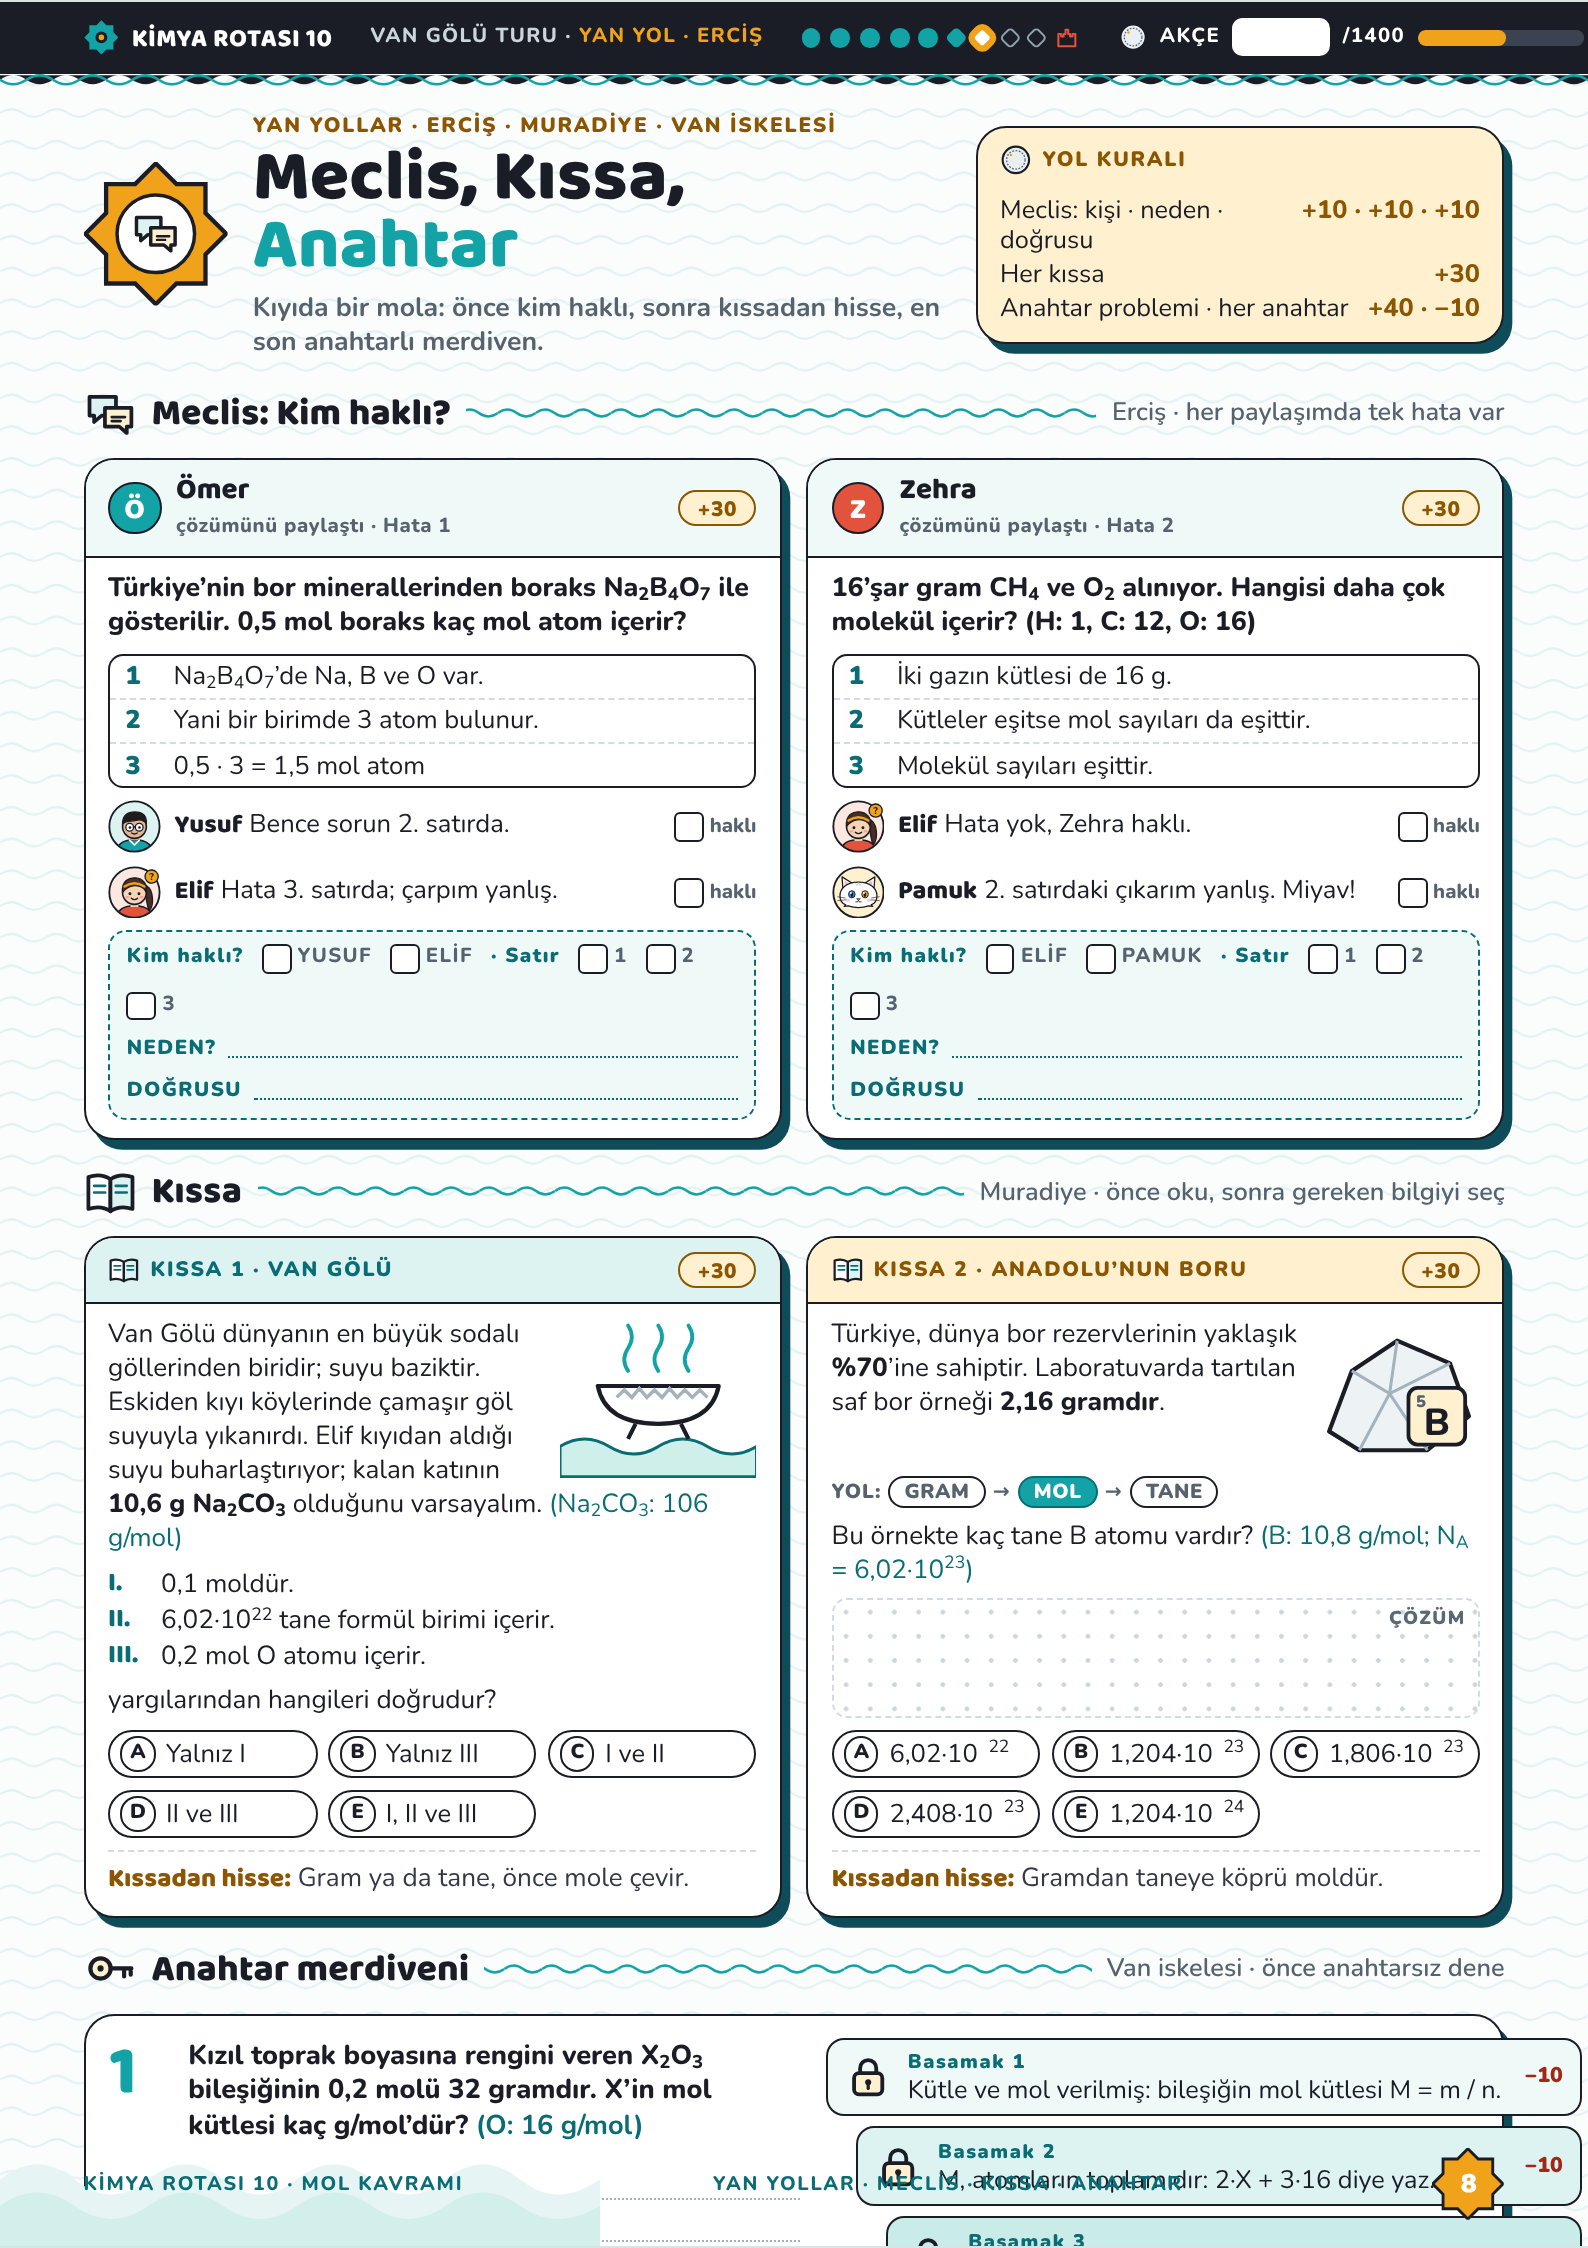 KİMYA ROTASI 10
VAN GÖLÜ TURU · YAN YOL · ERCİŞ
AKÇE /1400
YAN YOLLAR · ERCİŞ · MURADİYE · VAN İSKELESİ
Meclis, Kıssa,
Anahtar
Kıyıda bir mola: önce kim haklı, sonra kıssadan hisse, en
son anahtarlı merdiven.
YOL KURALI
Meclis: kişi · neden · +10 · +10 · +10
doğrusu
Her kıssa +30
Anahtar problemi · her anahtar +40 · −10
Meclis: Kim haklı?
Erciş · her paylaşımda tek hata var
Ö
Ömer
çözümünü paylaştı · Hata 1
+30
Türkiye’nin bor minerallerinden boraks Na₂B₄O₇ ile
gösterilir. 0,5 mol boraks kaç mol atom içerir?
1 Na₂B₄O₇’de Na, B ve O var.
2 Yani bir birimde 3 atom bulunur.
3 0,5 · 3 = 1,5 mol atom
Yusuf Bence sorun 2. satırda. haklı
? Elif Hata 3. satırda; çarpım yanlış. haklı
Kim haklı? YUSUF ELİF · Satır 1 2
3
NEDEN?
DOĞRUSU
Z
Zehra
çözümünü paylaştı · Hata 2
+30
16’şar gram CH₄ ve O₂ alınıyor. Hangisi daha çok
molekül içerir? (H: 1, C: 12, O: 16)
1 İki gazın kütlesi de 16 g.
2 Kütleler eşitse mol sayıları da eşittir.
3 Molekül sayıları eşittir.
? Elif Hata yok, Zehra haklı. haklı
Pamuk 2. satırdaki çıkarım yanlış. Miyav! haklı
Kim haklı? ELİF PAMUK · Satır 1 2
3
NEDEN?
DOĞRUSU
Kıssa
Muradiye · önce oku, sonra gereken bilgiyi seç
KISSA 1 · VAN GÖLÜ
+30
Van Gölü dünyanın en büyük sodalı
göllerinden biridir; suyu baziktir.
Eskiden kıyı köylerinde çamaşır göl
suyuyla yıkanırdı. Elif kıyıdan aldığı
suyu buharlaştırıyor; kalan katının
10,6 g Na₂CO₃ olduğunu varsayalım. (Na₂CO₃: 106
g/mol)
I. 0,1 moldür.
II. 6,02·10²² tane formül birimi içerir.
III. 0,2 mol O atomu içerir.
yargılarından hangileri doğrudur?
A Yalnız I B Yalnız III C I ve II
D II ve III E I, II ve III
Kıssadan hisse: Gram ya da tane, önce mole çevir.
KISSA 2 · ANADOLU’NUN BORU
+30
Türkiye, dünya bor rezervlerinin yaklaşık
%70’ine sahiptir. Laboratuvarda tartılan
saf bor örneği 2,16 gramdır.
5
B
YOL: GRAM → MOL → TANE
Bu örnekte kaç tane B atomu vardır? (B: 10,8 g/mol; N_A
= 6,02·10²³)
ÇÖZÜM
A 6,02·10 ²² B 1,204·10 ²³ C 1,806·10 ²³
D 2,408·10 ²³ E 1,204·10 ²⁴
Kıssadan hisse: Gramdan taneye köprü moldür.
Anahtar merdiveni
Van iskelesi · önce anahtarsız dene
1
Kızıl toprak boyasına rengini veren X₂O₃
bileşiğinin 0,2 molü 32 gramdır. X’in mol
kütlesi kaç g/mol’dür? (O: 16 g/mol)
Basamak 1
Kütle ve mol verilmiş: bileşiğin mol kütlesi M = m / n. −10
Basamak 2
M, atomların toplamıdır: 2·X + 3·16 diye yaz. −10
Basamak 3
KİMYA ROTASI 10 · MOL KAVRAMI
YAN YOLLAR · MECLİS · KISSA · ANAHTAR
8